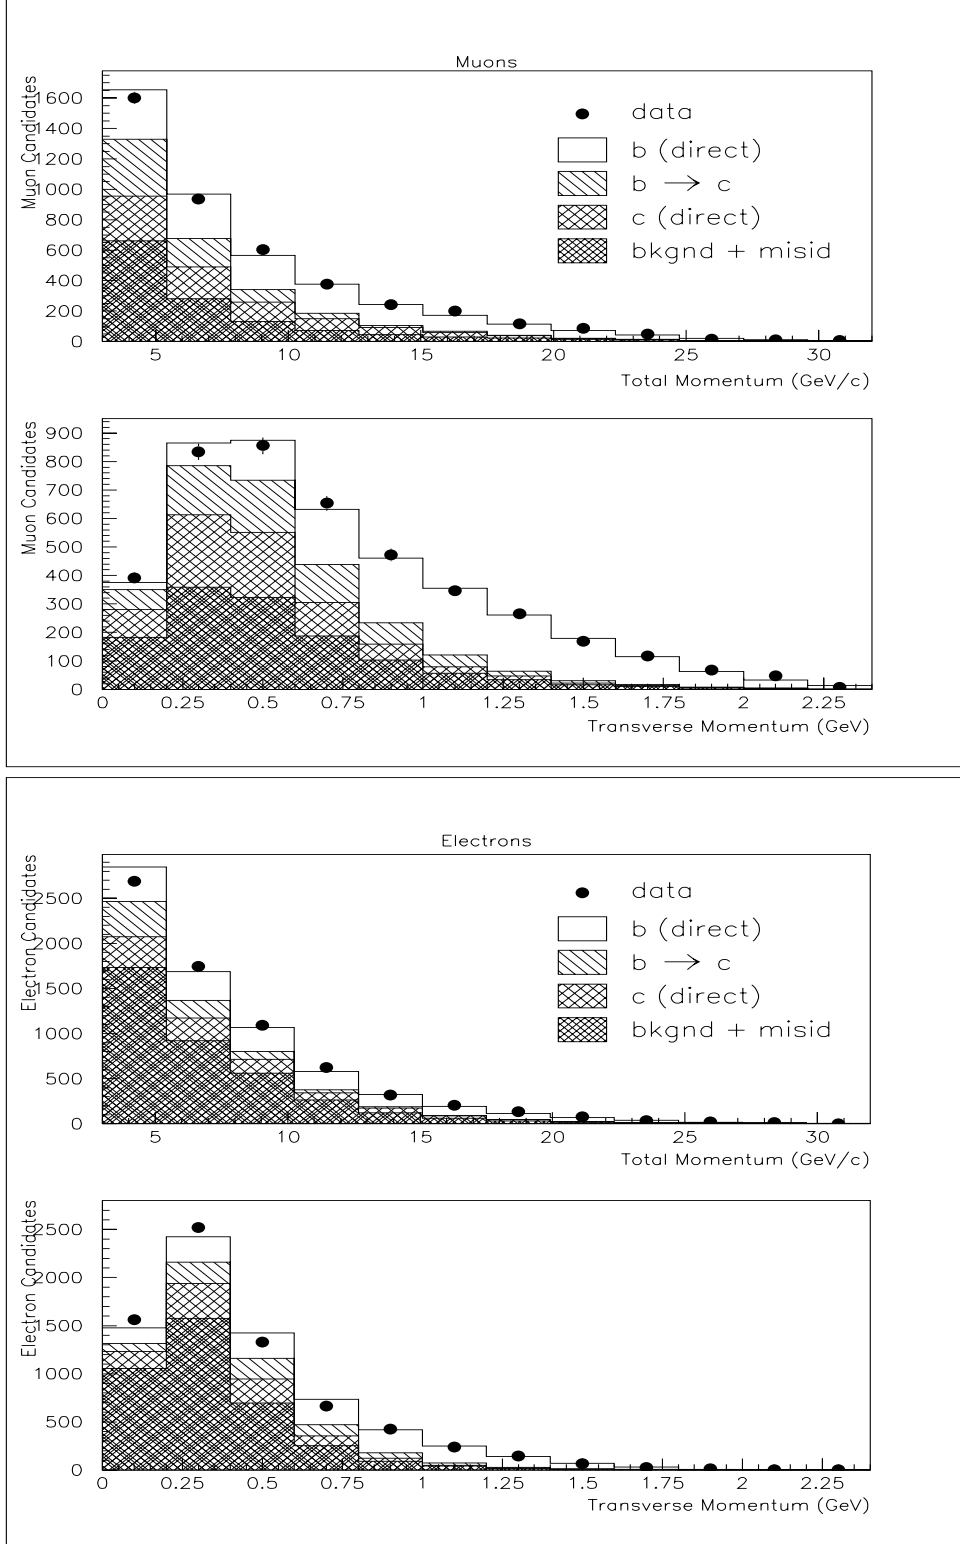 Muons
Muon Candidates
1600
1400
1200
1000
800
600
400
200
0
data
b (direct)
b → c
c (direct)
bkgnd + misid
5 10 15 20 25 30
Total Momentum (GeV/c)
Muon Candidates
900
800
700
600
500
400
300
200
100
0
0 0.25 0.5 0.75 1 1.25 1.5 1.75 2 2.25
Transverse Momentum (GeV)
Electrons
Electron Candidates
2500
2000
1500
1000
500
0
data
b (direct)
b → c
c (direct)
bkgnd + misid
5 10 15 20 25 30
Total Momentum (GeV/c)
Electron Candidates
2500
2000
1500
1000
500
0
0 0.25 0.5 0.75 1 1.25 1.5 1.75 2 2.25
Transverse Momentum (GeV)